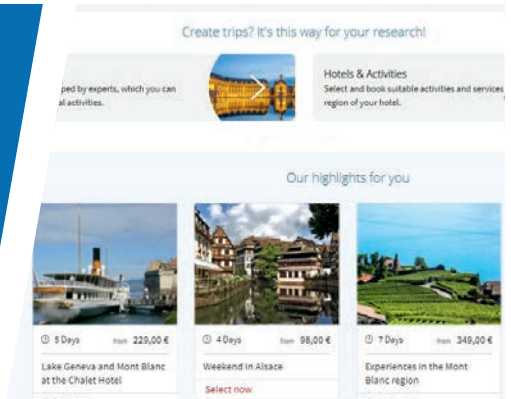 Create trips? It's this way for your research!
ped by experts, which you can
al activities.
Hotels & Activities
Select and book suitable activities and services
region of your hotel.
Our highlights for you
5 Days from 229,00 €
Lake Geneva and Mont Blanc
at the Chalet Hotel
4 Days from 98,00 €
Weekend in Alsace
Select now
7 Days from 349,00 €
Experiences in the Mont
Blanc region